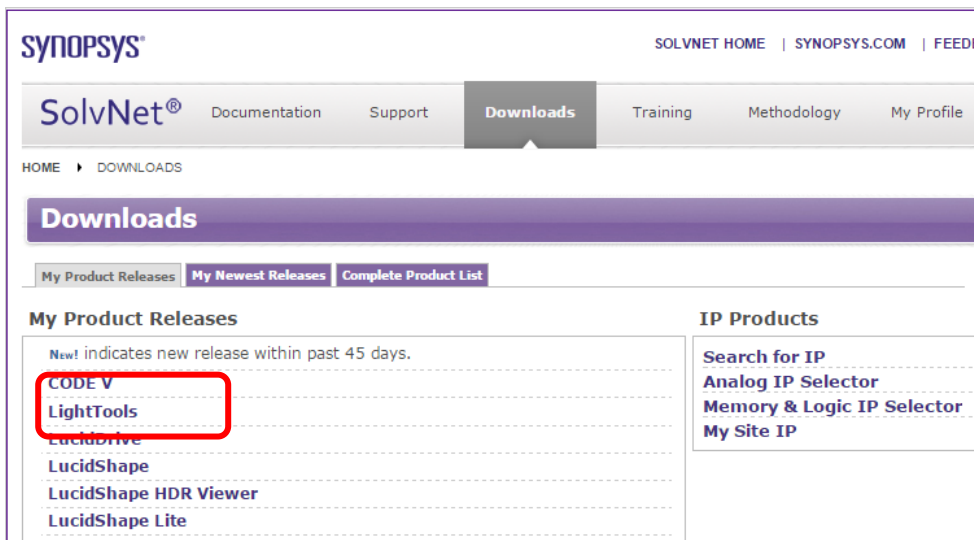 SYNOPSYS®
SOLVNET HOME | SYNOPSYS.COM |
SolvNet® Documentation Support Downloads Training Methodology My Profile
HOME DOWNLOADS
Downloads
My Product Releases My Newest Releases Complete Product List
My Product Releases
New! indicates new release within past 45 days.
CODE V
LightTools
LucidDrive
LucidShape
LucidShape HDR Viewer
LucidShape Lite
IP Products
Search for IP
Analog IP Selector
Memory & Logic IP Selector
My Site IP